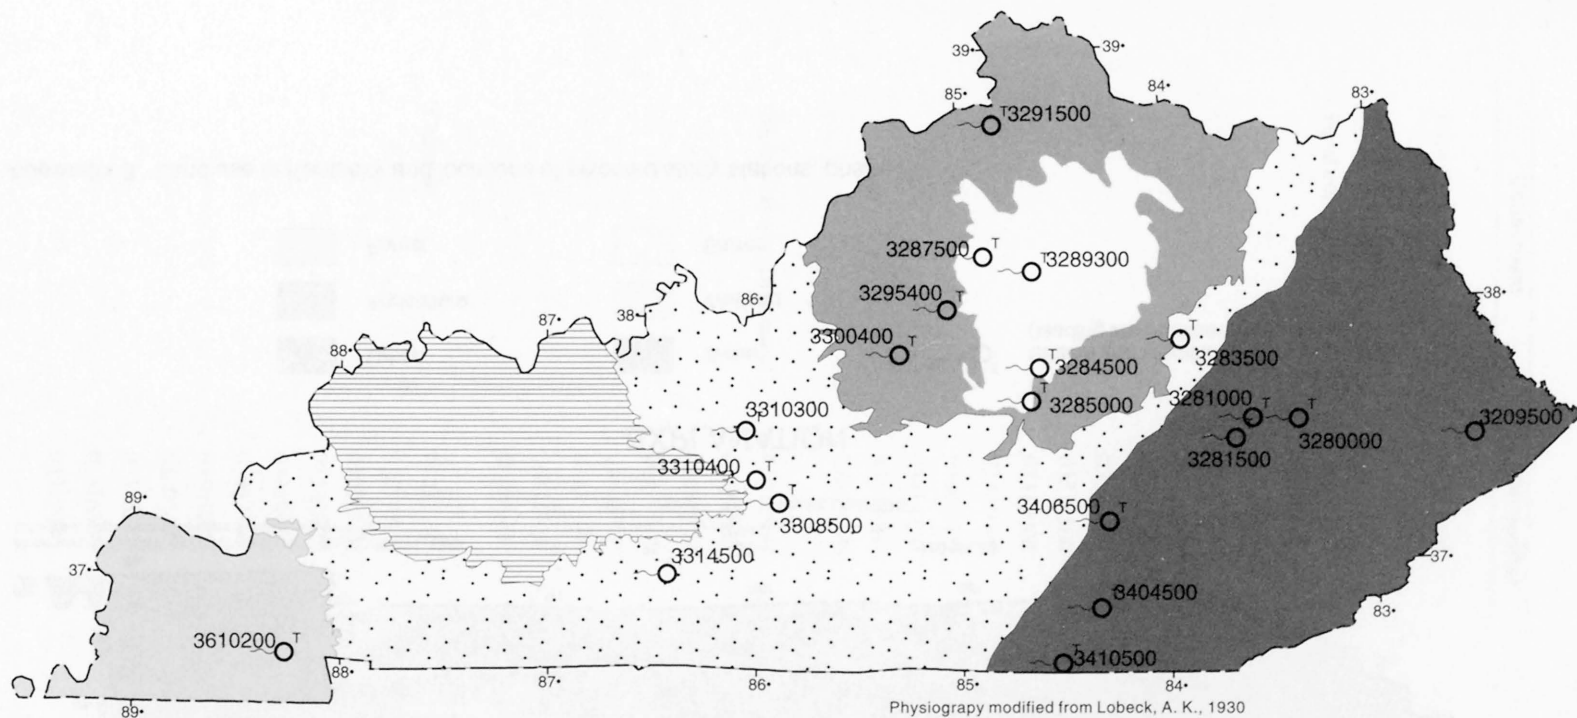 39•
39•
85•
84•
83•
T 3291500
3287500 T
T 3289300
3295400 T
38•
38•
86•
87•
88•
3300400 T
T 3283500
T 3284500
T 3285000
3281000 T
T 3280000
3281500
3209500
T 3310300
3310400 T
T 3308500
3406500 T
89•
37•
3314500
37•
T 3404500
83•
3610200 T
T 3410500
88•
87•
86•
85•
84•
89•
Physiograpy modified from Lobeck, A. K., 1930